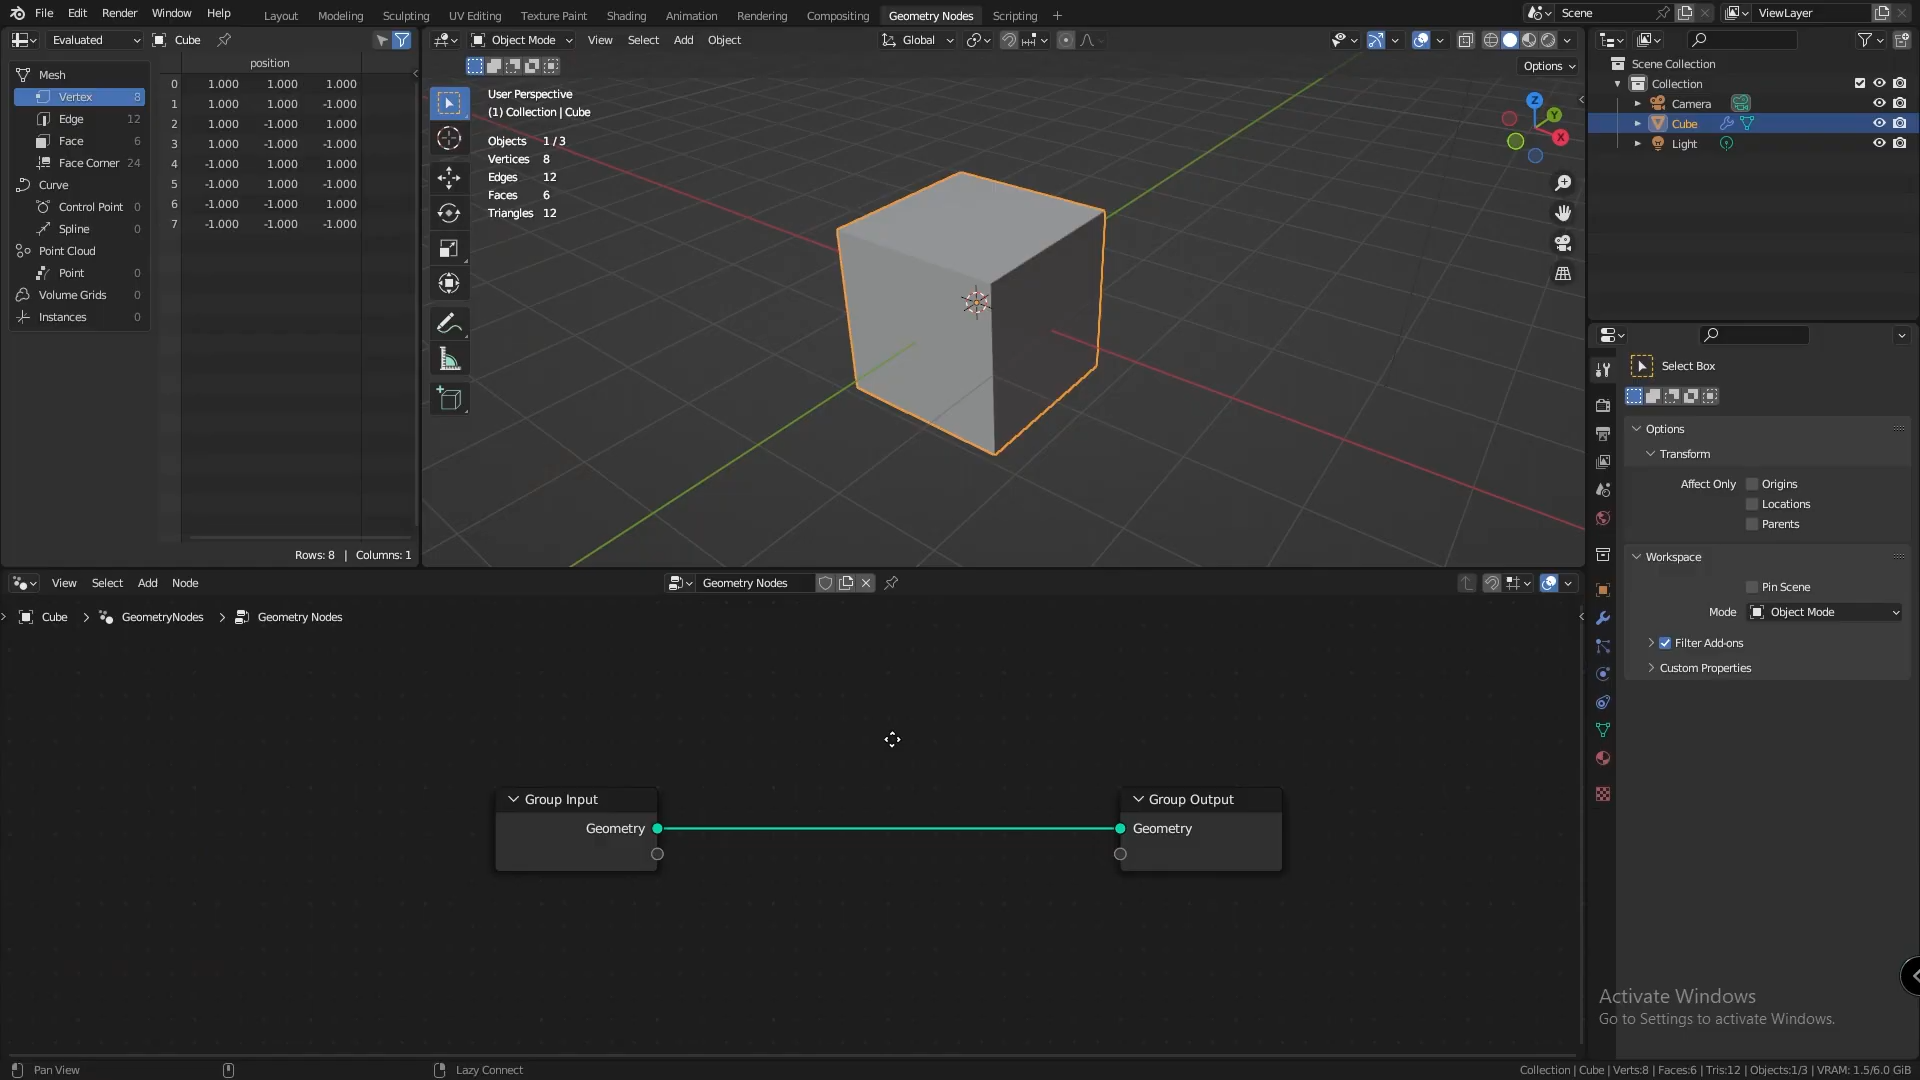 File Edit Render Window Help Layout Modeling Sculpting UV Editing Texture Paint Shading Animation Rendering Compositing Geometry Nodes Scripting + Scene ViewLayer
Evaluated Cube
Object Mode View Select Add Object Global
Options
position
Mesh
Vertex 8
Edge 12
Face 6
Face Corner 24
Curve
Control Point 0
Spline 0
Point Cloud
Point 0
Volume Grids 0
Instances 0
0 1.000 1.000 1.000
1 1.000 1.000 -1.000
2 1.000 -1.000 1.000
3 1.000 -1.000 -1.000
4 -1.000 1.000 1.000
5 -1.000 1.000 -1.000
6 -1.000 -1.000 1.000
7 -1.000 -1.000 -1.000
Rows: 8 | Columns: 1
User Perspective
(1) Collection | Cube
Objects 1 / 3
Vertices 8
Edges 12
Faces 6
Triangles 12
Z
Y
X
Scene Collection
Collection
Camera
Cube
Light
Select Box
Options
Transform
Affect Only Origins
Locations
Parents
Workspace
Pin Scene
Mode Object Mode
Filter Add-ons
Custom Properties
View Select Add Node Geometry Nodes
Cube > GeometryNodes > Geometry Nodes
Group Input
Geometry
Group Output
Geometry
Activate Windows
Go to Settings to activate Windows.
Pan View Lazy Connect Collection | Cube | Verts:8 | Faces:6 | Tris:12 | Objects:1/3 | VRAM: 1.5/6.0 GiB